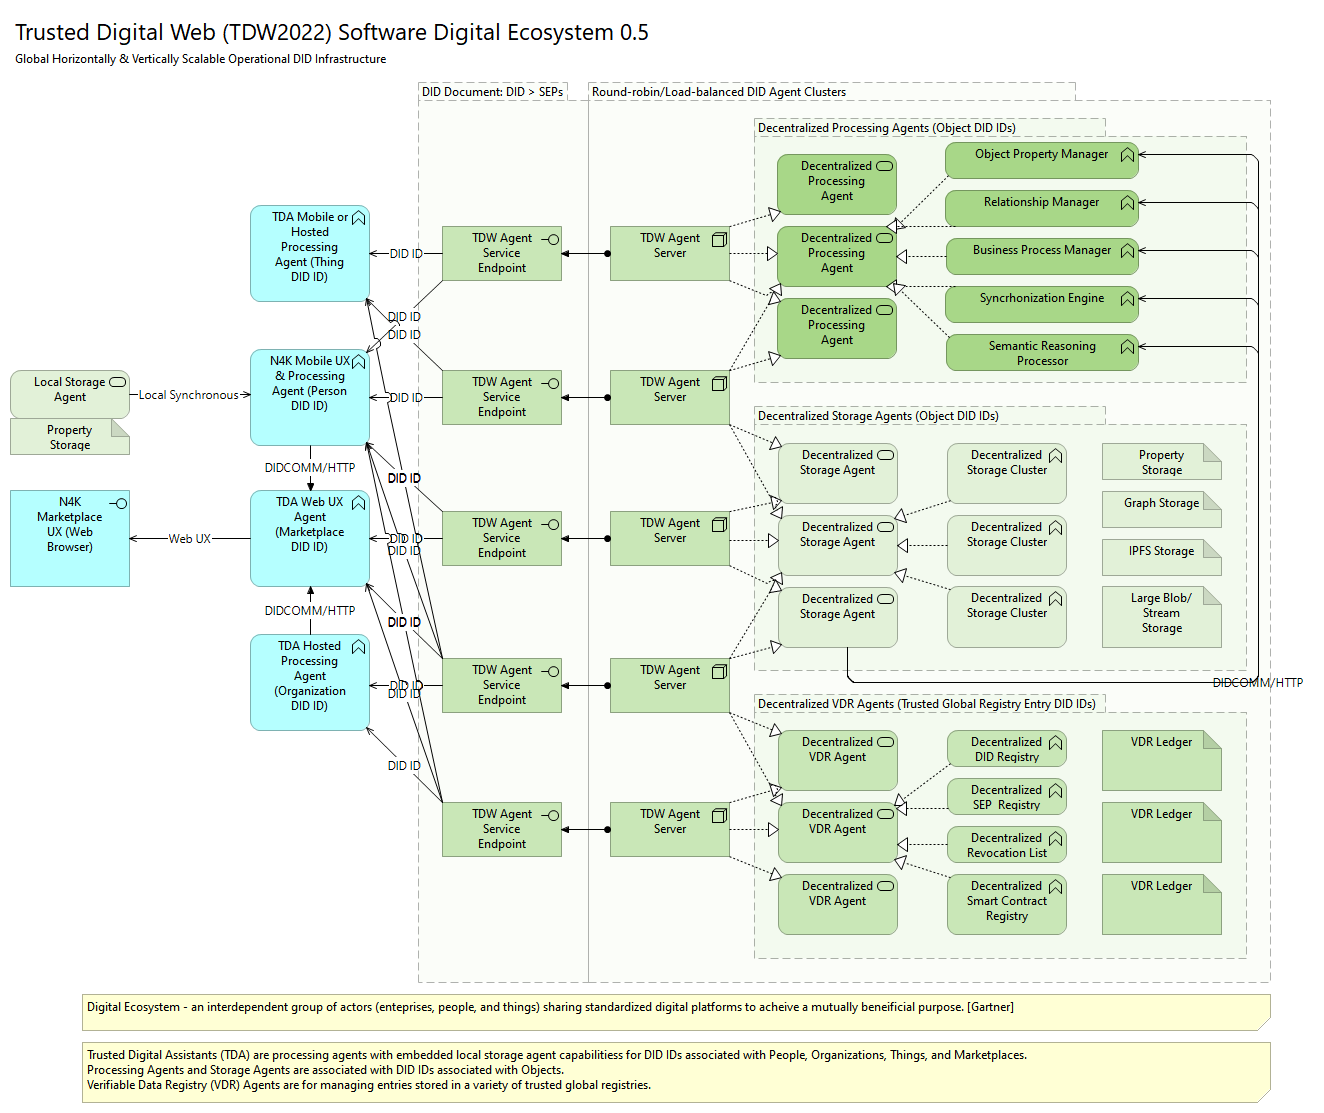 Trusted Digital Web (TDW2022) Software Digital Ecosystem 0.5
Global Horizontally & Vertically Scalable Operational DID Infrastructure
DID Document: DID > SEPs
Round-robin/Load-balanced DID Agent Clusters
Decentralized Processing Agents (Object DID IDs)
Decentralized
Processing
Agent
Object Property Manager
Relationship Manager
TDA Mobile or
Hosted
Processing
Agent (Thing
DID ID)
DID ID
TDW Agent
Service
Endpoint
TDW Agent
Server
Decentralized
Processing
Agent
Business Process Manager
Syncrhonization Engine
DID ID
DID ID
Decentralized
Processing
Agent
Semantic Reasoning
Processor
Local Storage
Agent
Property
Storage
Local Synchronous
N4K Mobile UX
& Processing
Agent (Person
DID ID)
DID ID
TDW Agent
Service
Endpoint
TDW Agent
Server
Decentralized Storage Agents (Object DID IDs)
Decentralized
Storage Agent
Decentralized
Storage Cluster
Property
Storage
DIDCOMM/HTTP
DID ID
Graph Storage
N4K
Marketplace
UX (Web
Browser)
Web UX
TDA Web UX
Agent
(Marketplace
DID ID)
DID ID
DID ID
TDW Agent
Service
Endpoint
TDW Agent
Server
Decentralized
Storage Agent
Decentralized
Storage Cluster
IPFS Storage
DIDCOMM/HTTP
DID ID
Decentralized
Storage Agent
Decentralized
Storage Cluster
Large Blob/
Stream
Storage
TDA Hosted
Processing
Agent
(Organization
DID ID)
DID ID
DID ID
TDW Agent
Service
Endpoint
TDW Agent
Server
DIDCOMM/HTTP
Decentralized VDR Agents (Trusted Global Registry Entry DID IDs)
Decentralized
VDR Agent
Decentralized
DID Registry
VDR Ledger
DID ID
Decentralized
SEP  Registry
TDW Agent
Service
Endpoint
TDW Agent
Server
Decentralized
VDR Agent
Decentralized
Revocation List
VDR Ledger
Decentralized
VDR Agent
Decentralized
Smart Contract
Registry
VDR Ledger
Digital Ecosystem - an interdependent group of actors (enteprises, people, and things) sharing standardized digital platforms to acheive a mutually beneificial purpose. [Gartner]
Trusted Digital Assistants (TDA) are processing agents with embedded local storage agent capabilitiess for DID IDs associated with People, Organizations, Things, and Marketplaces.
Processing Agents and Storage Agents are associated with DID IDs associated with Objects.
Verifiable Data Registry (VDR) Agents are for managing entries stored in a variety of trusted global registries.